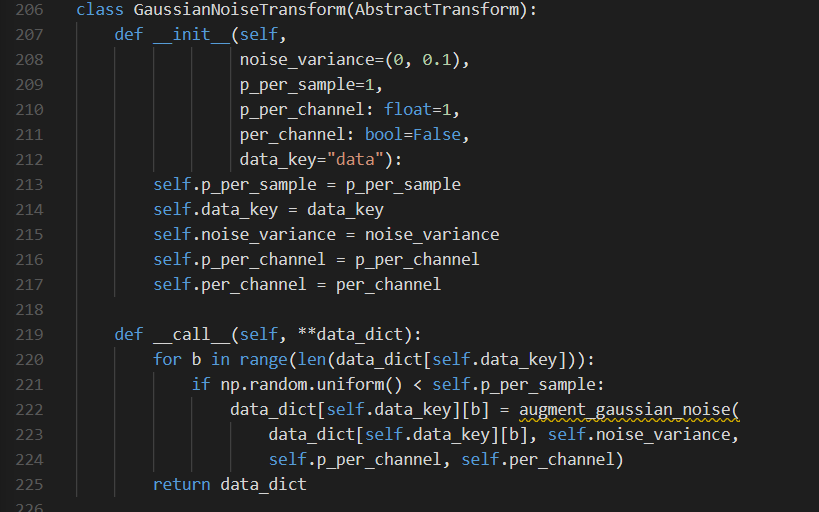 206 class GaussianNoiseTransform(AbstractTransform):
207     def __init__(self,
208                  noise_variance=(0, 0.1),
209                  p_per_sample=1,
210                  p_per_channel: float=1,
211                  per_channel: bool=False,
212                  data_key="data"):
213         self.p_per_sample = p_per_sample
214         self.data_key = data_key
215         self.noise_variance = noise_variance
216         self.p_per_channel = p_per_channel
217         self.per_channel = per_channel
218
219     def __call__(self, **data_dict):
220         for b in range(len(data_dict[self.data_key])):
221             if np.random.uniform() < self.p_per_sample:
222                 data_dict[self.data_key][b] = augment_gaussian_noise(
223                     data_dict[self.data_key][b], self.noise_variance,
224                     self.p_per_channel, self.per_channel)
225         return data_dict
226